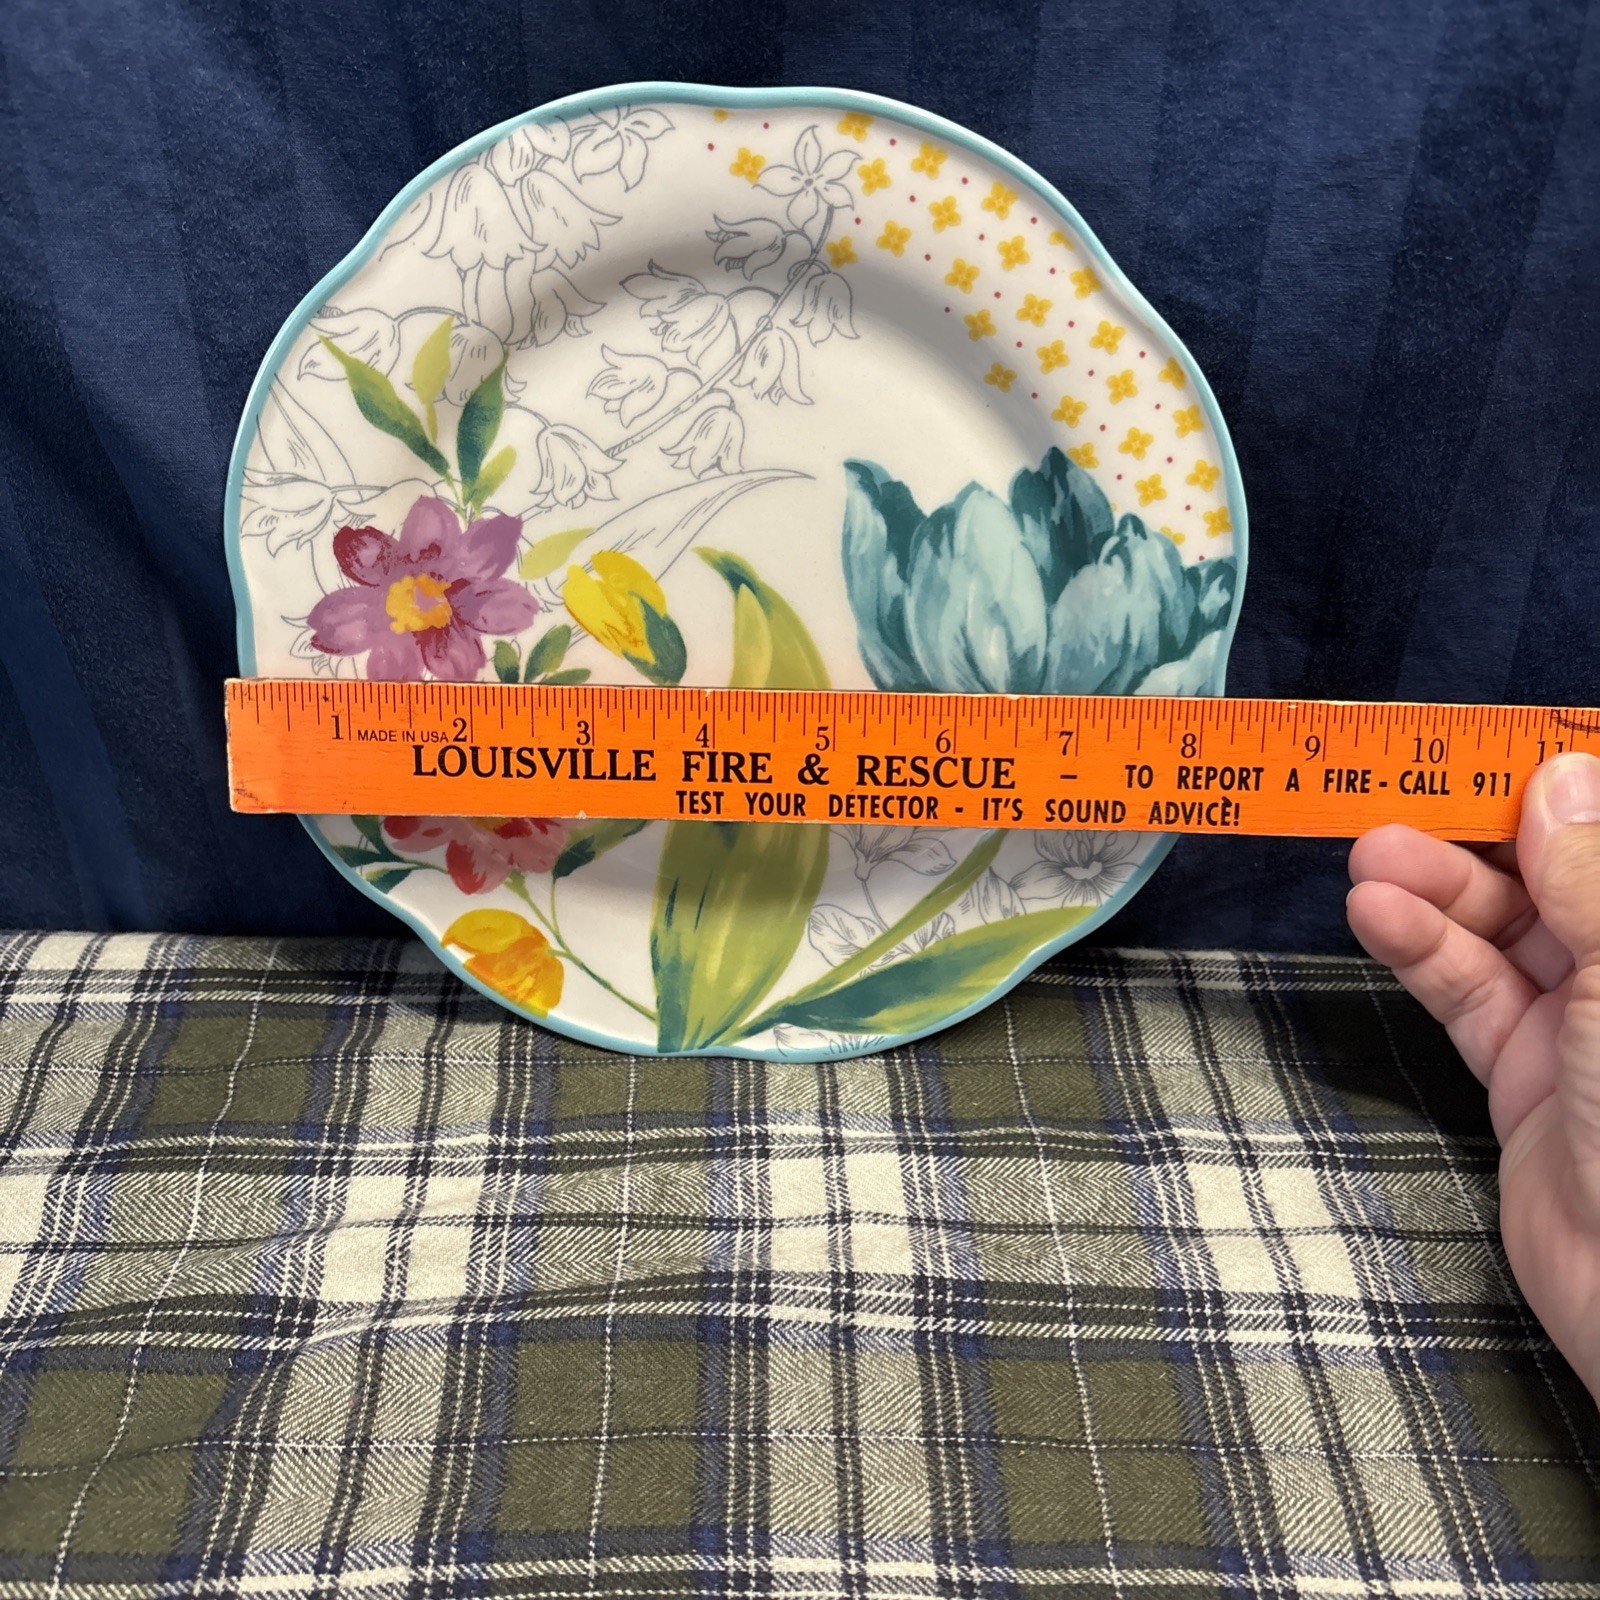 1 MADE IN USA 2 3 4 5 6 7 8 9 10 11
LOUISVILLE FIRE & RESCUE – TO REPORT A FIRE - CALL 911
TEST YOUR DETECTOR - IT'S SOUND ADVICE!